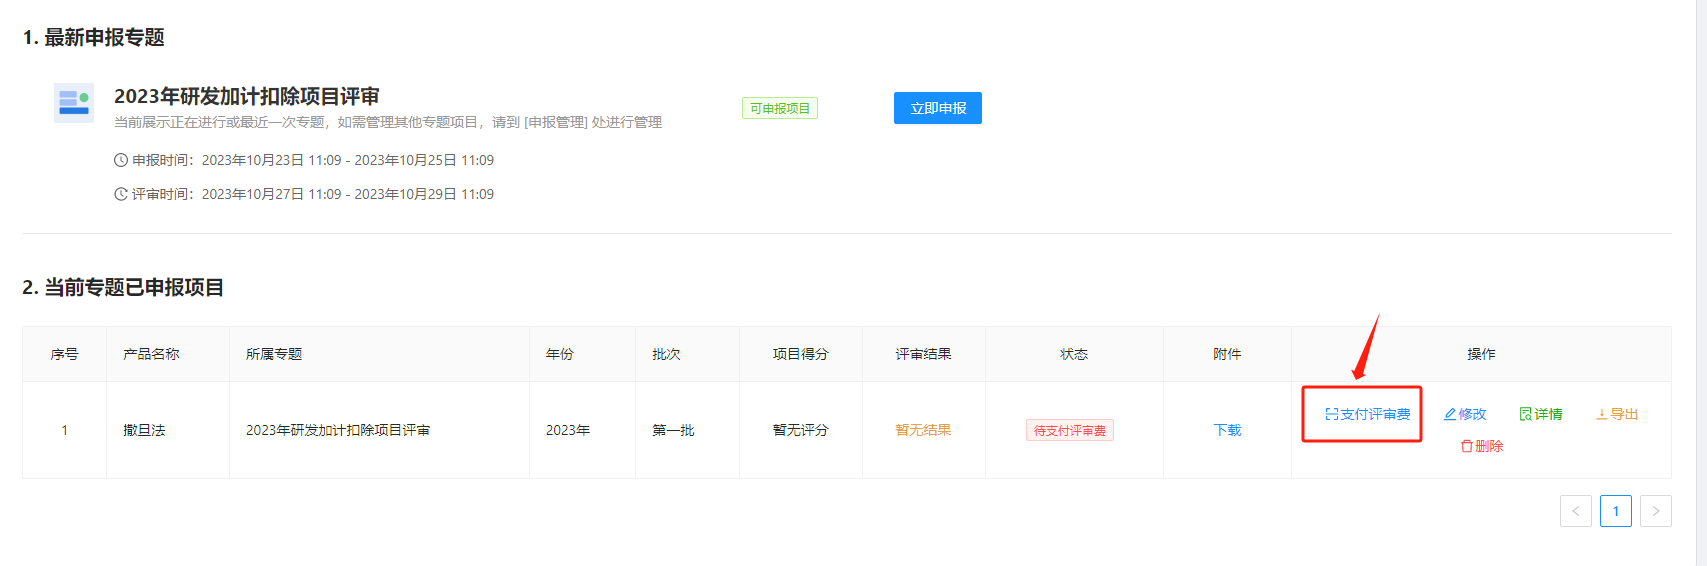 1. 最新申报专题
2023年研发加计扣除项目评审
当前展示正在进行或最近一次专题，如需管理其他专题项目，请到 [申报管理] 处进行管理
可申报项目
立即申报
申报时间：2023年10月23日 11:09 - 2023年10月25日 11:09
评审时间：2023年10月27日 11:09 - 2023年10月29日 11:09
2. 当前专题已申报项目
序号 产品名称 所属专题 年份 批次 项目得分 评审结果 状态 附件 操作
1 撒旦法 2023年研发加计扣除项目评审 2023年 第一批 暂无评分 暂无结果 待支付评审费 下载 支付评审费 修改 详情 导出
删除
< 1 >